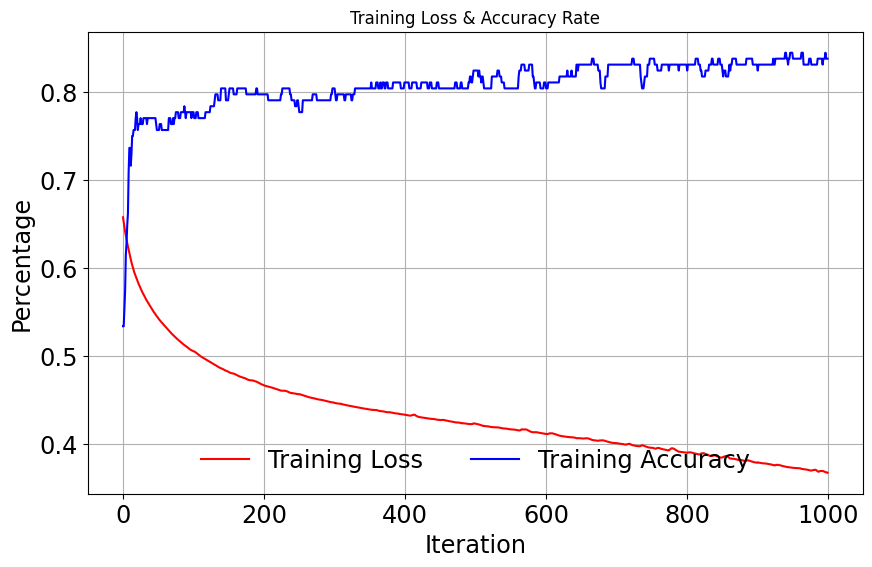 Training Loss & Accuracy Rate
0.8
0.7
0.6
0.5
0.4
Percentage
Training Loss Training Accuracy
0 200 400 600 800 1000
Iteration